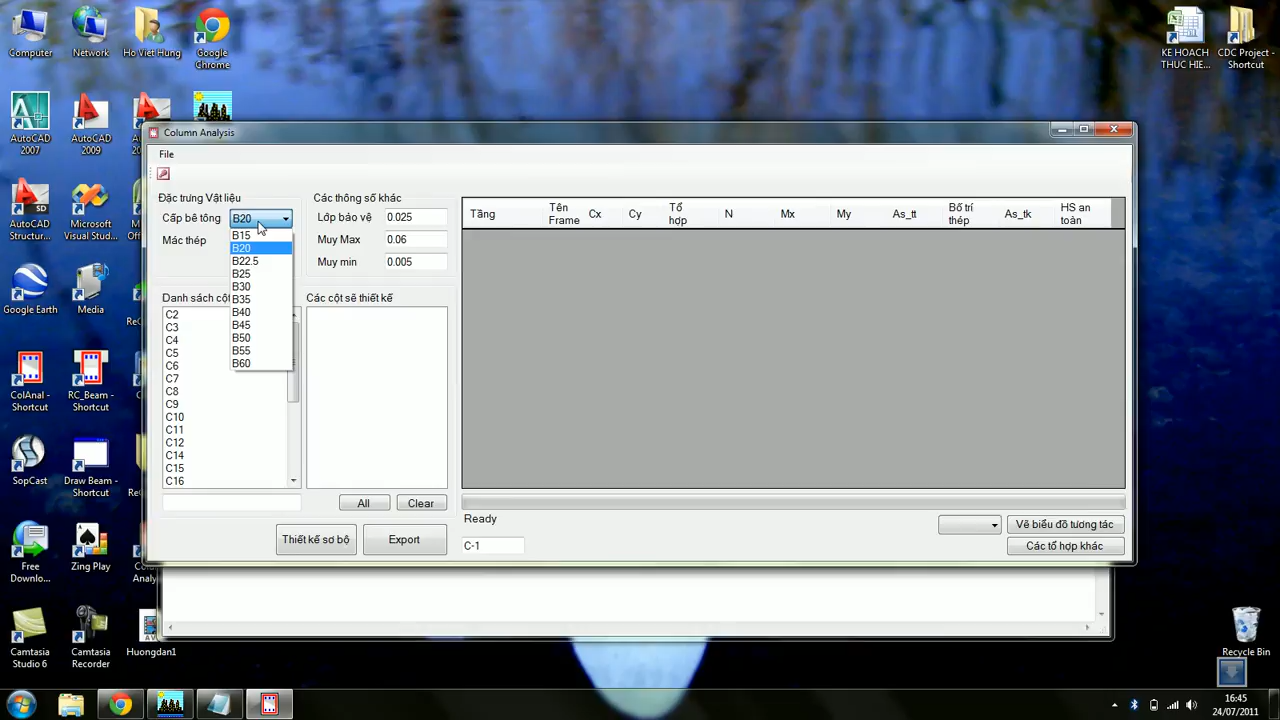 Computer
Network
Ho Viet Hung
Google
Chrome
KE HOACH
THUC HIE...
CDC Project -
Shortcut
AutoCAD
2007
AutoCAD
2009
Column Analysis
File
Đặc trưng Vật liệu
Cấp bê tông
B20
Mác thép
B15
B20
B22.5
B25
B30
B35
B40
B45
B50
B55
B60
Các thông số khác
Lớp bảo vệ
0.025
Muy Max
0.06
Muy min
0.005
Danh sách cột
C2
C3
C4
C5
C6
C7
C8
C9
C10
C11
C12
C14
C15
C16
Các cột sẽ thiết kế
All
Clear
Thiết kế sơ bộ
Export
Tầng
Tên
Frame
Cx
Cy
Tổ
hợp
N
Mx
My
As_tt
Bố trí
thép
As_tk
HS an
toàn
Ready
C-1
Vẽ biểu đồ tương tác
Các tổ hợp khác
AutoCAD
Structur...
Microsoft
Visual Stud...
Google Earth
Media
ColAnal -
Shortcut
RC_Beam -
Shortcut
SopCast
Draw Beam -
Shortcut
Free
Downlo...
Zing Play
Camtasia
Studio 6
Camtasia
Recorder
Huongdan1
Recycle Bin
16:45
24/07/2011